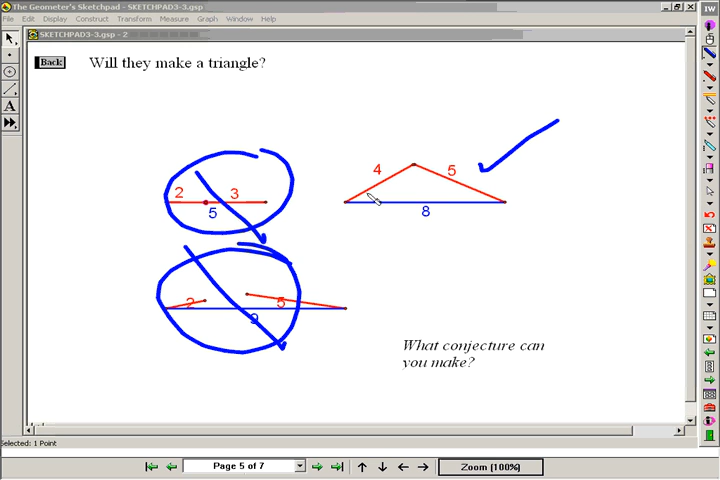 The Geometer's Sketchpad - SKETCHPAD3-3.gsp
IW
File Edit Display Construct Transform Measure Graph Window Help
SKETCHPAD3-3.gsp - 2
Back
Will they make a triangle?
2 3
5
4 5
8
2 5
9
What conjecture can
you make?
A
Selected: 1 Point
Page 5 of 7
Zoom (100%)